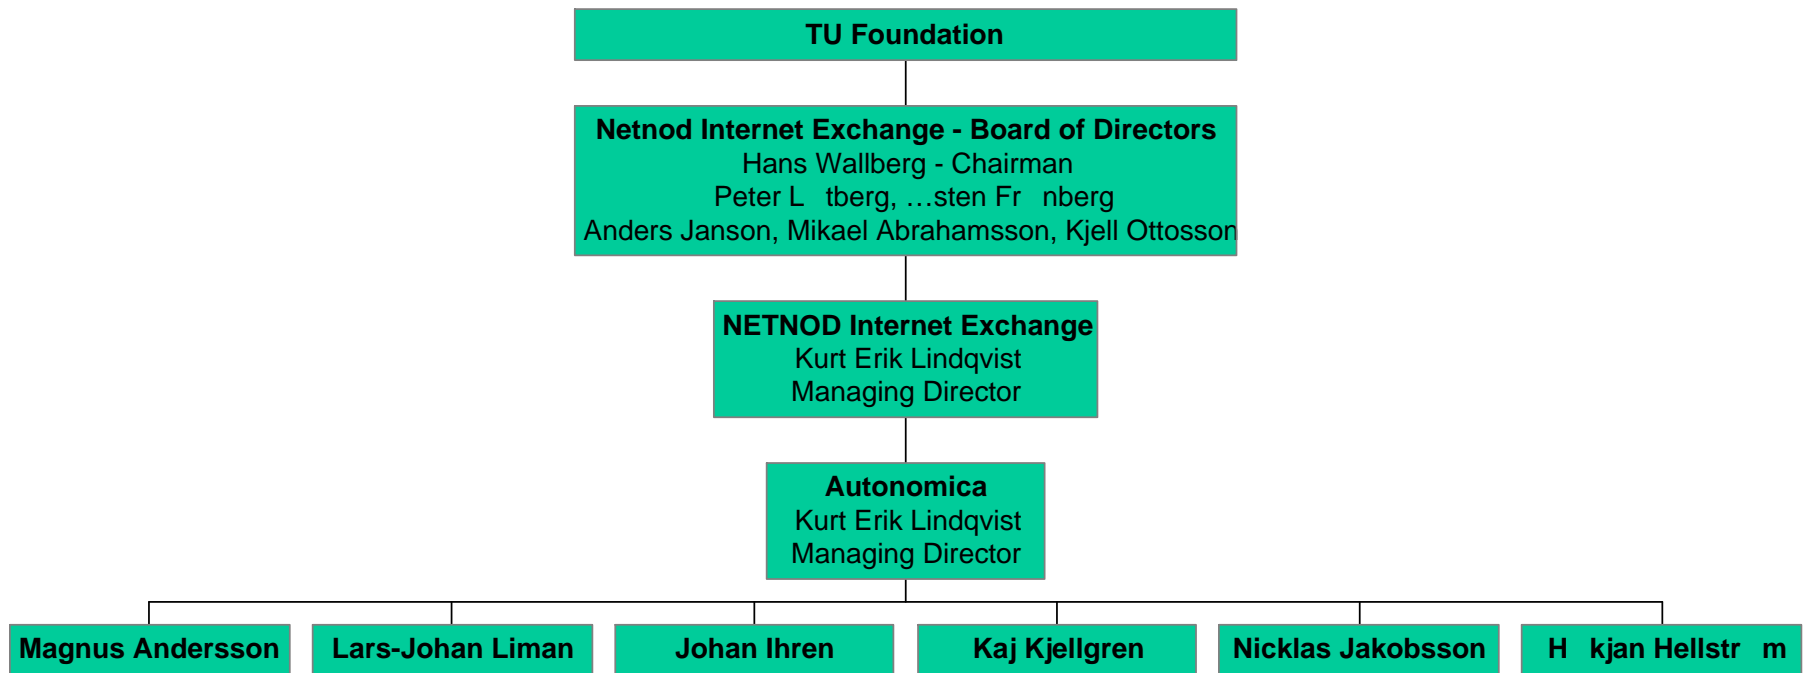 TU Foundation
Netnod Internet Exchange - Board of Directors
Hans Wallberg - Chairman
Peter L tberg, …sten Fr nberg
Anders Janson, Mikael Abrahamsson, Kjell Ottosson
NETNOD Internet Exchange
Kurt Erik Lindqvist
Managing Director
Autonomica
Kurt Erik Lindqvist
Managing Director
Magnus Andersson
Lars-Johan Liman
Johan Ihren
Kaj Kjellgren
Nicklas Jakobsson
H kjan Hellstr m